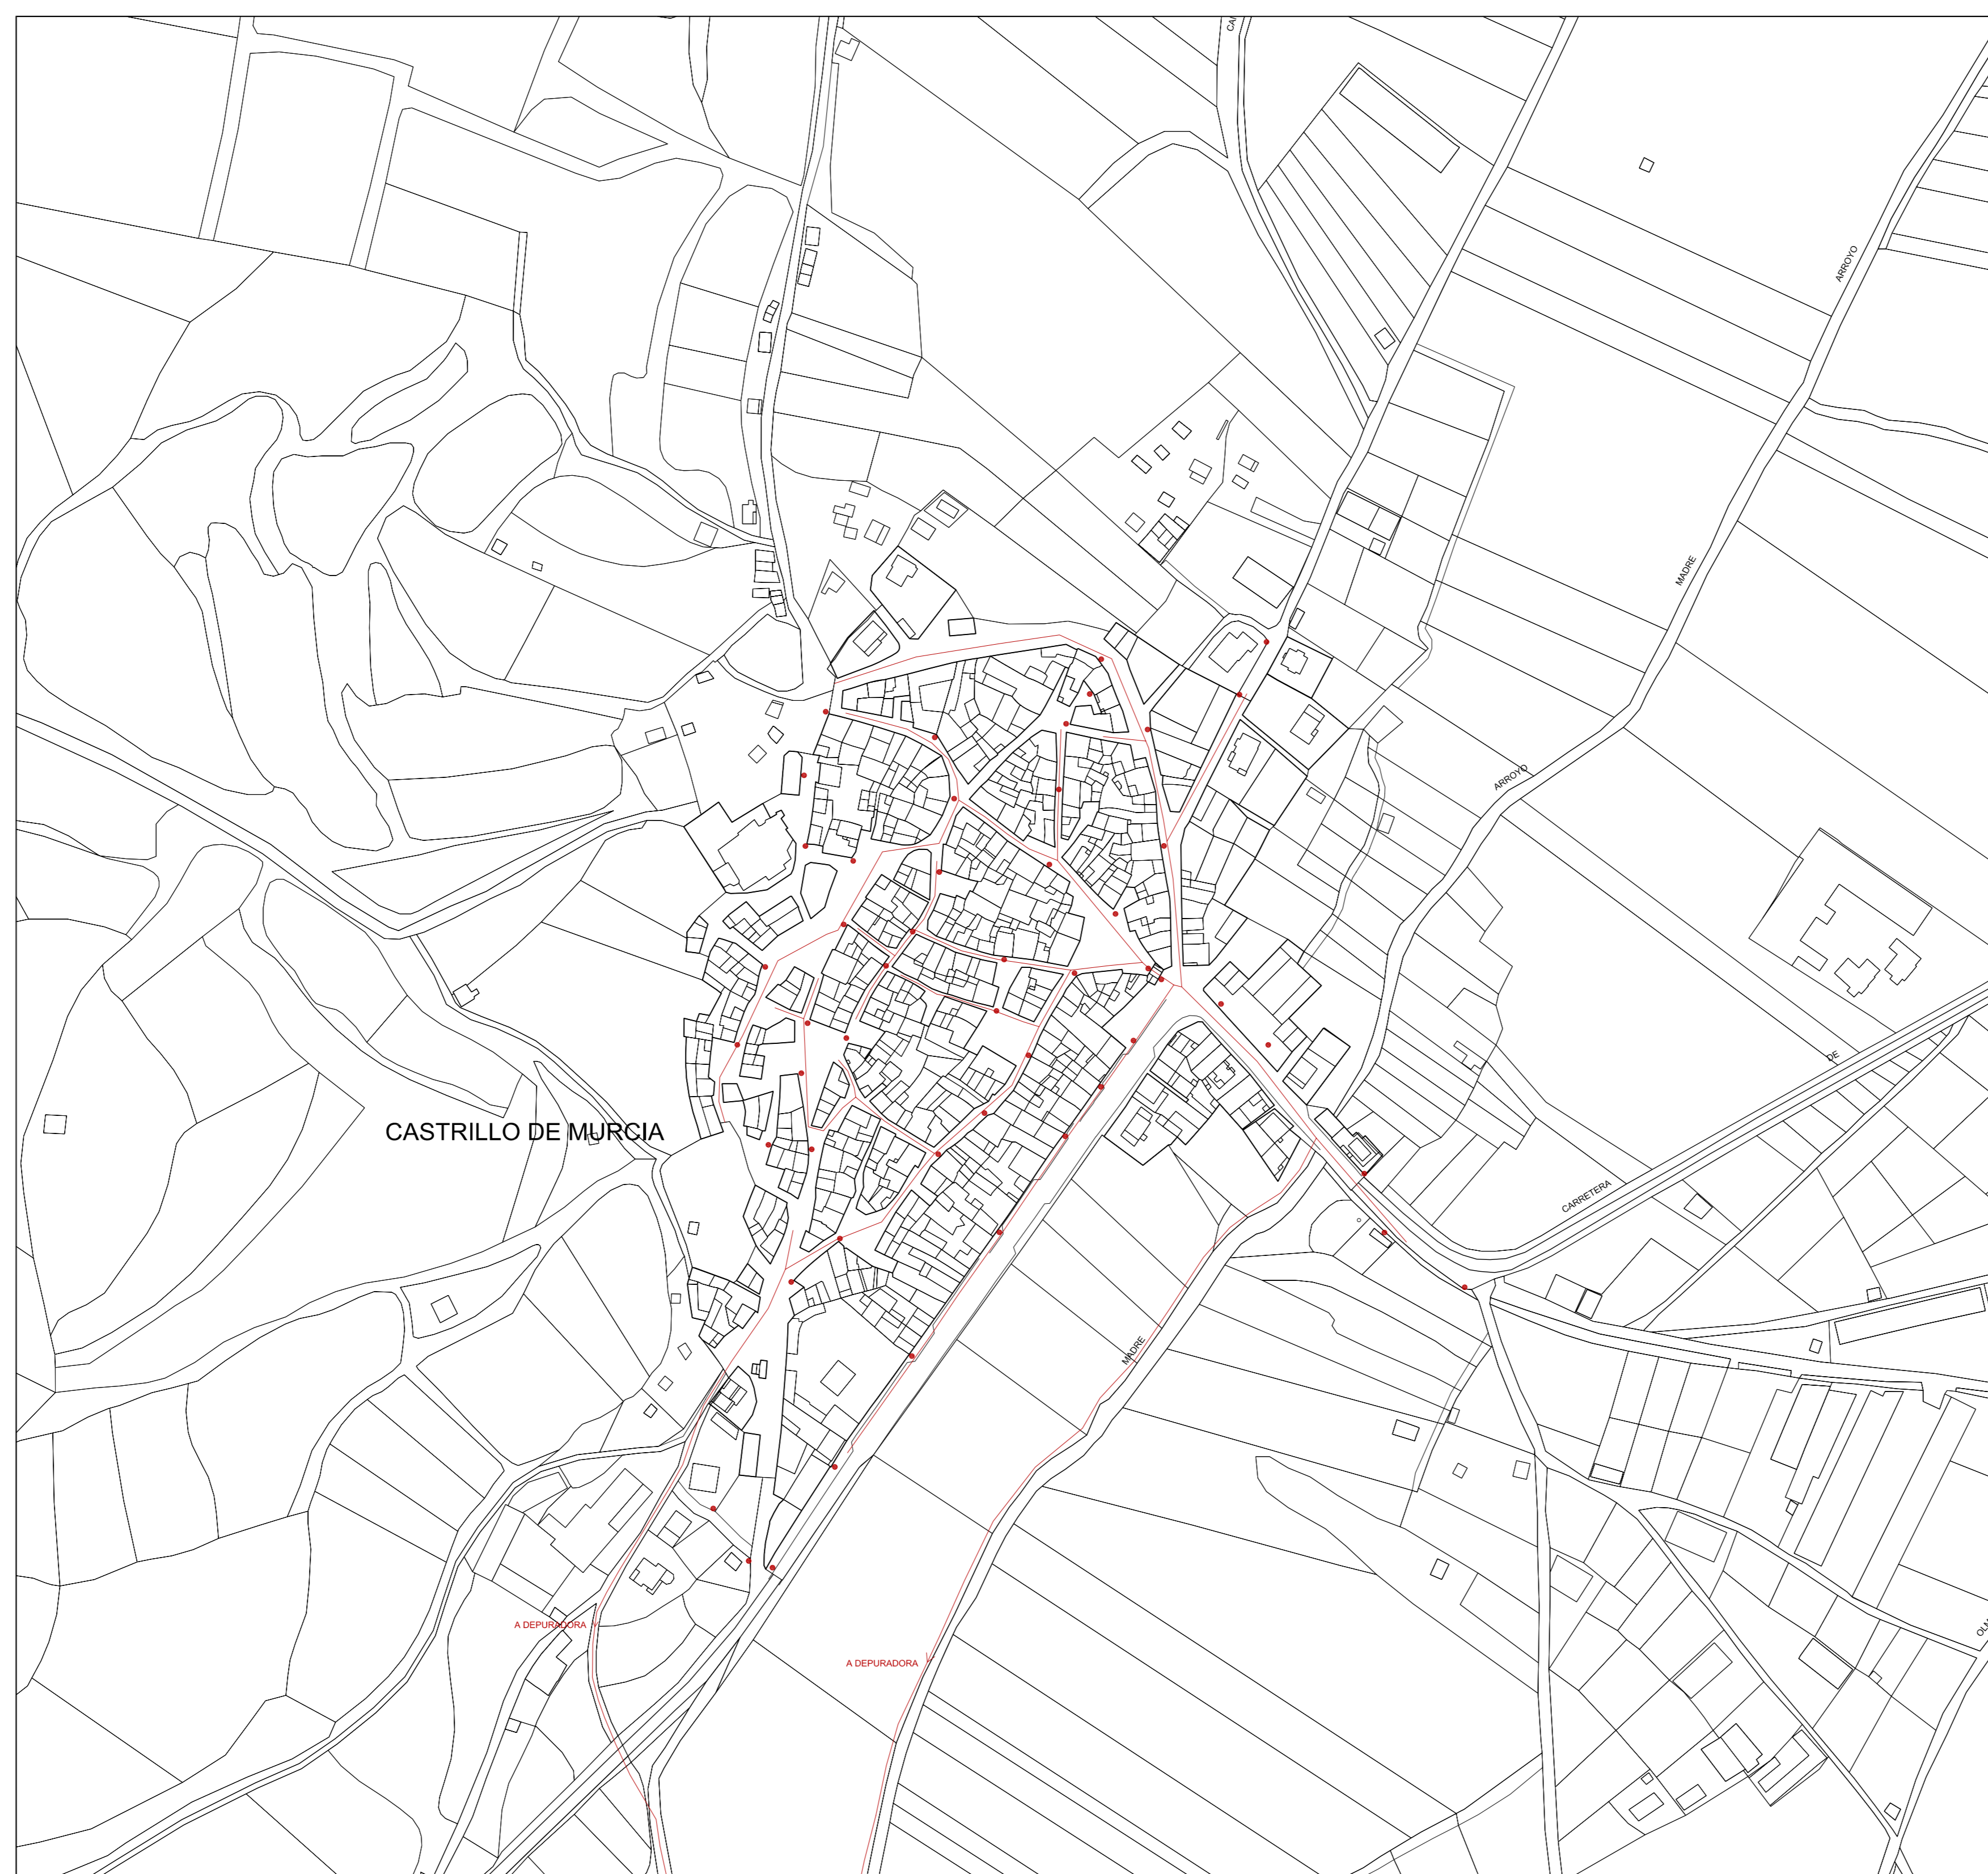 ARROYO
MADRE
ARROYO
DE
CASTRILLO DE MURCIA
CARRETERA
MADRE
A DEPURADORA
A DEPURADORA